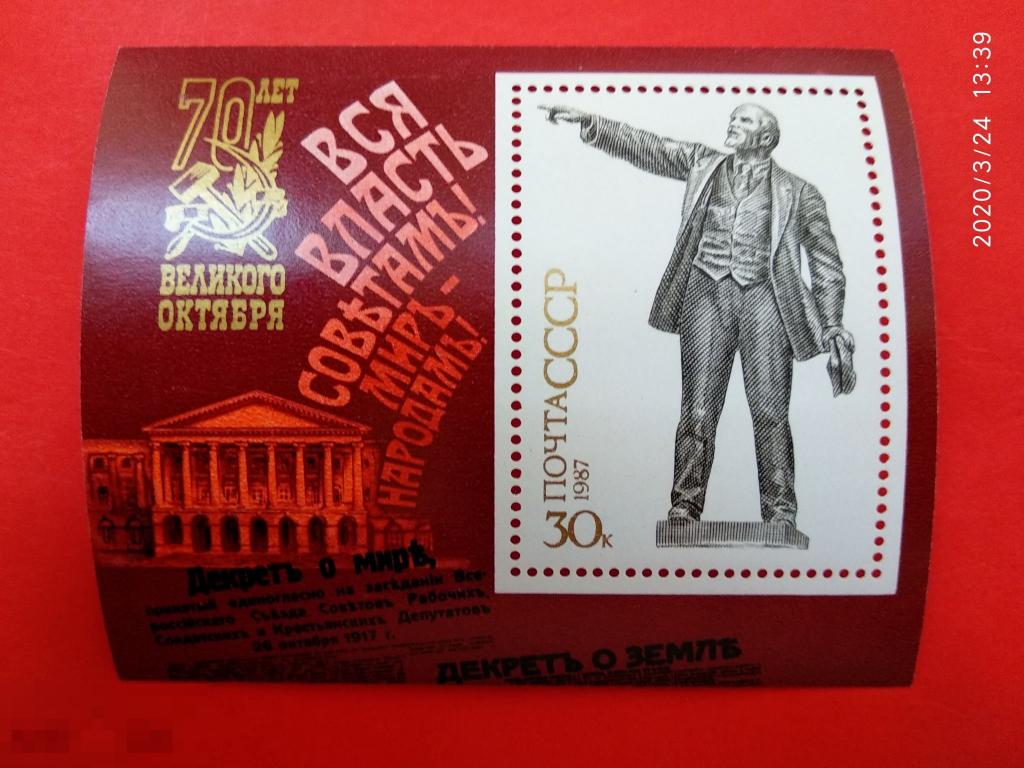 70 ЛЕТ
ВЕЛИКОГО
ОКТЯБРЯ
ВСЯ
ВЛАСТЬ
СОВѢТАМЪ!
МИРЪ -
НАРОДАМЪ!
30к ПОЧТА СССР
1987
Декретъ о мирѣ,
принятый единогласно на засѣданіи Все-
россійскаго Съѣзда Совѣтовъ Рабочихъ,
Солдатскихъ и Крестьянскихъ Депутатовъ
26 октября 1917 г.
ДЕКРЕТЪ О ЗЕМЛѢ
2020/3/24 13:39